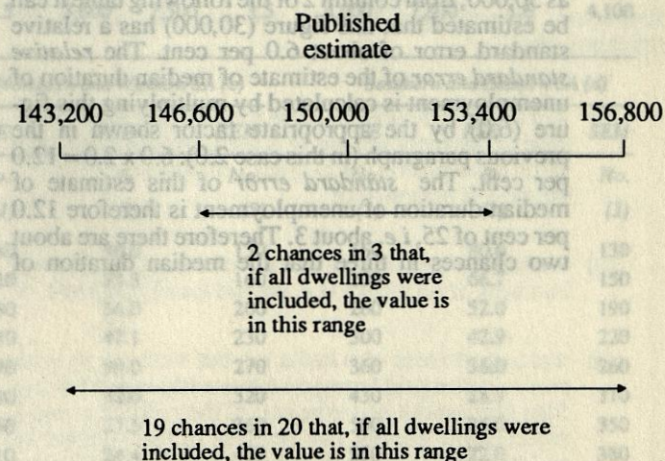 Published
estimate
143,200 146,600 150,000 153,400 156,800
2 chances in 3 that,
if all dwellings were
included, the value is
in this range
19 chances in 20 that, if all dwellings were
included, the value is in this range